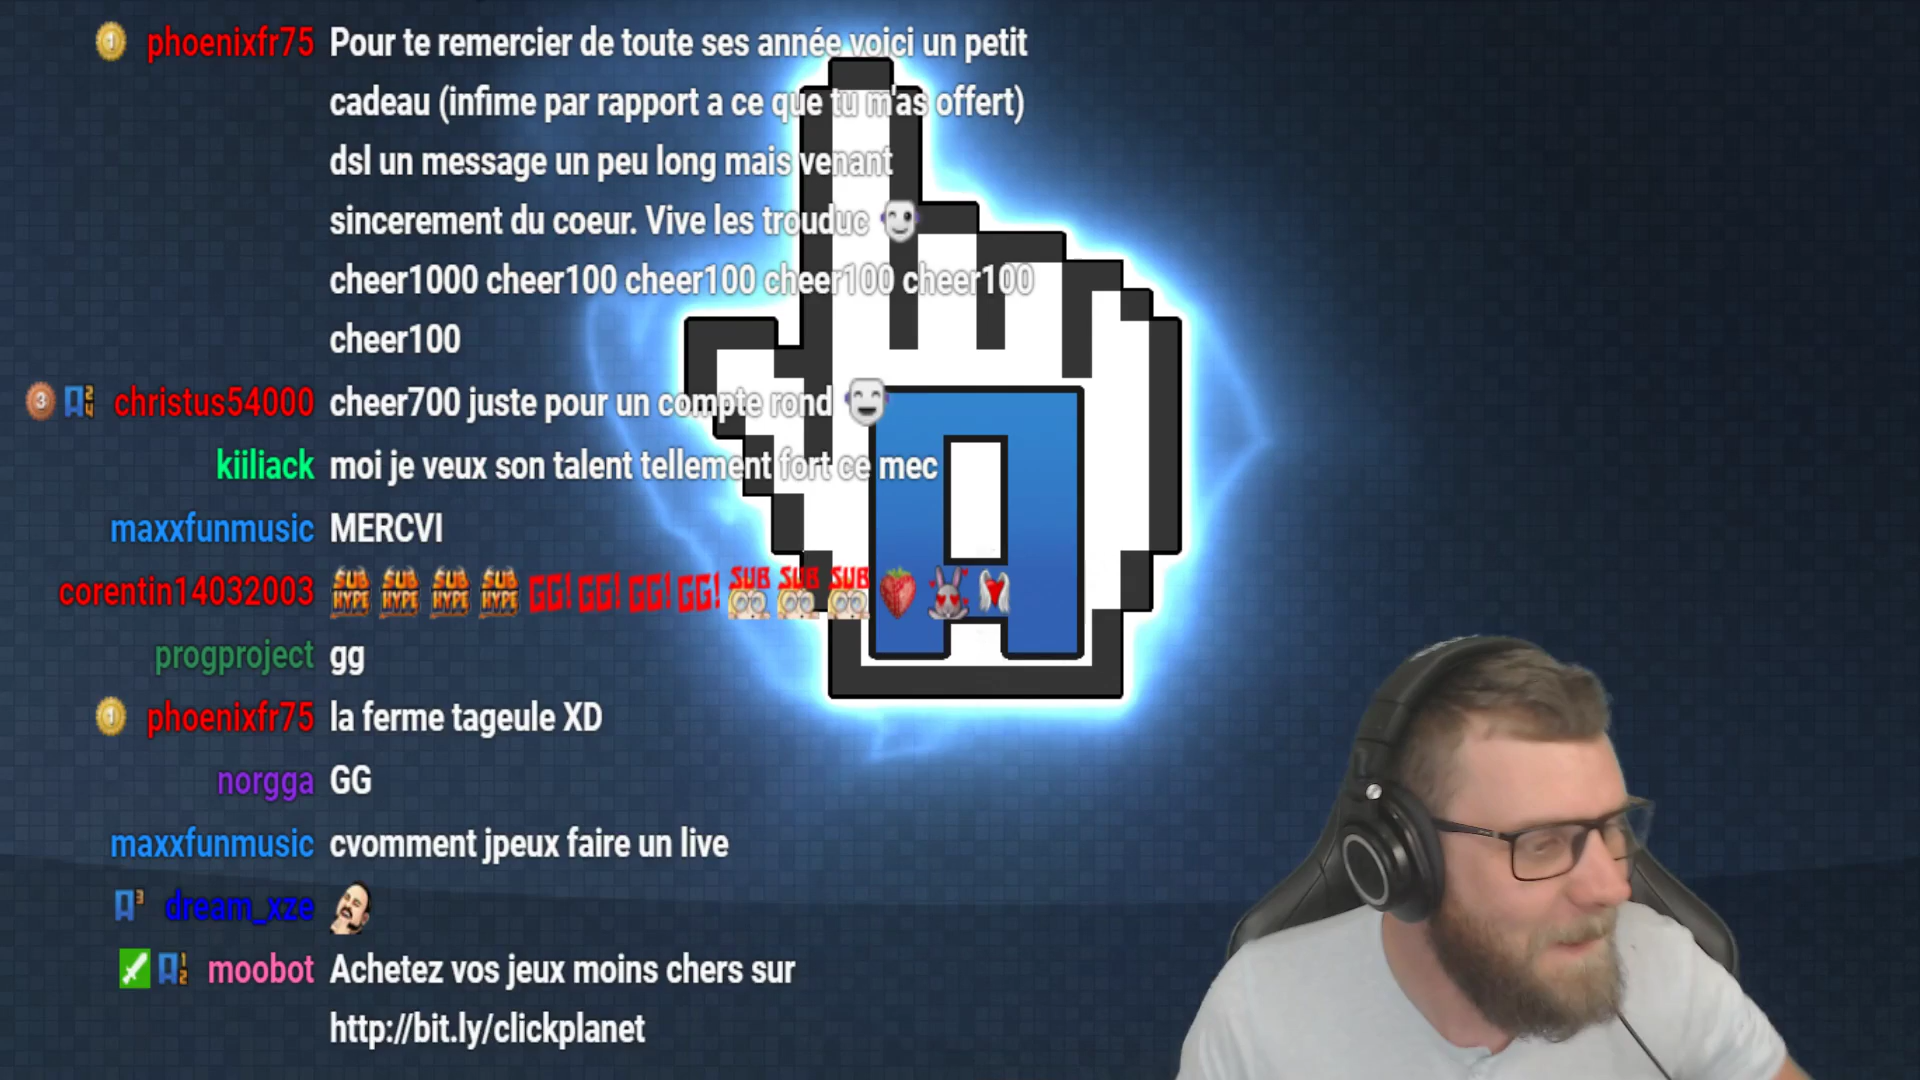 phoenixfr75 Pour te remercier de toute ses année voici un petit
cadeau (infime par rapport a ce que tu m'as offert)
dsl un message un peu long mais venant
sincerement du coeur. Vive les trouduc
cheer1000 cheer100 cheer100 cheer100 cheer100
cheer100
3 24 christus54000 cheer700 juste pour un compte rond
kiiliack moi je veux son talent tellement fort ce mec
maxxfunmusic MERCVI
corentin14032003 SUB HYPE SUB HYPE SUB HYPE SUB HYPE GG! GG! GG! GG! SUB SUB SUB
progproject gg
1 phoenixfr75 la ferme tageule XD
norgga GG
maxxfunmusic cvomment jpeux faire un live
3 dream_xze
12 moobot Achetez vos jeux moins chers sur
http://bit.ly/clickplanet